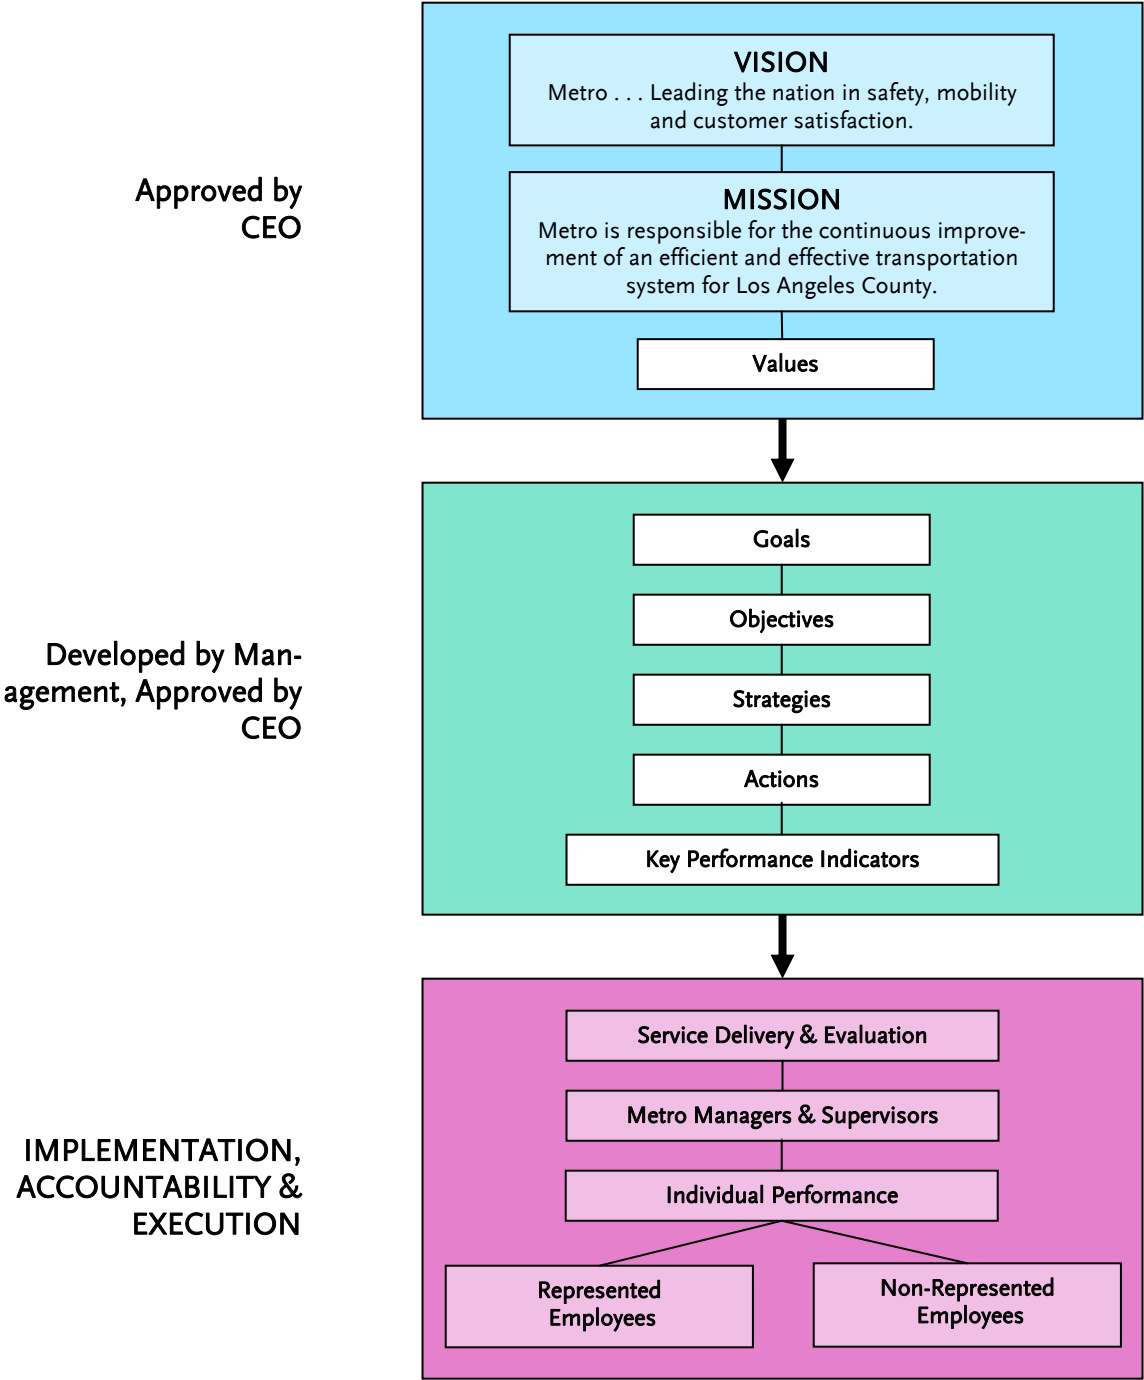 VISION
Metro . . . Leading the nation in safety, mobility
and customer satisfaction.
Approved by
CEO
MISSION
Metro is responsible for the continuous improve-
ment of an efficient and effective transportation
system for Los Angeles County.
Values
Goals
Objectives
Developed by Man-
agement, Approved by
CEO
Strategies
Actions
Key Performance Indicators
Service Delivery & Evaluation
Metro Managers & Supervisors
IMPLEMENTATION,
ACCOUNTABILITY &
EXECUTION
Individual Performance
Represented
Employees
Non-Represented
Employees